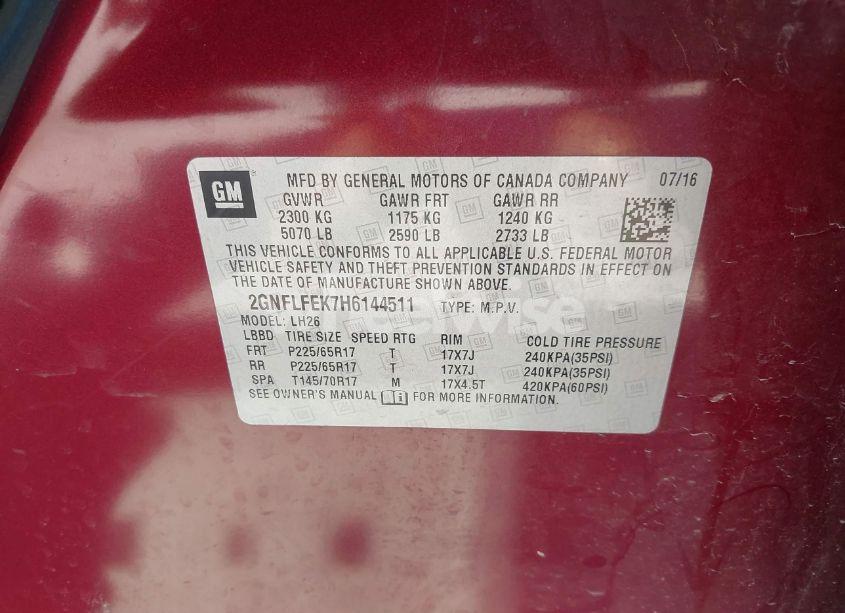 GM
MFD BY GENERAL MOTORS OF CANADA COMPANY 07/16
GVWR GAWR FRT GAWR RR
2300 KG 1175 KG 1240 KG
5070 LB 2590 LB 2733 LB
THIS VEHICLE CONFORMS TO ALL APPLICABLE U.S. FEDERAL MOTOR
VEHICLE SAFETY AND THEFT PREVENTION STANDARDS IN EFFECT ON
THE DATE OF MANUFACTURE SHOWN ABOVE.
2GNFLFEK7H6144511 TYPE: M.P.V.
MODEL: LH26
LBBD TIRE SIZE SPEED RTG RIM COLD TIRE PRESSURE
FRT P225/65R17 T 17X7J 240KPA(35PSI)
RR P225/65R17 T 17X7J 240KPA(35PSI)
SPA T145/70R17 M 17X4.5T 420KPA(60PSI)
SEE OWNER'S MANUAL FOR MORE INFORMATION.